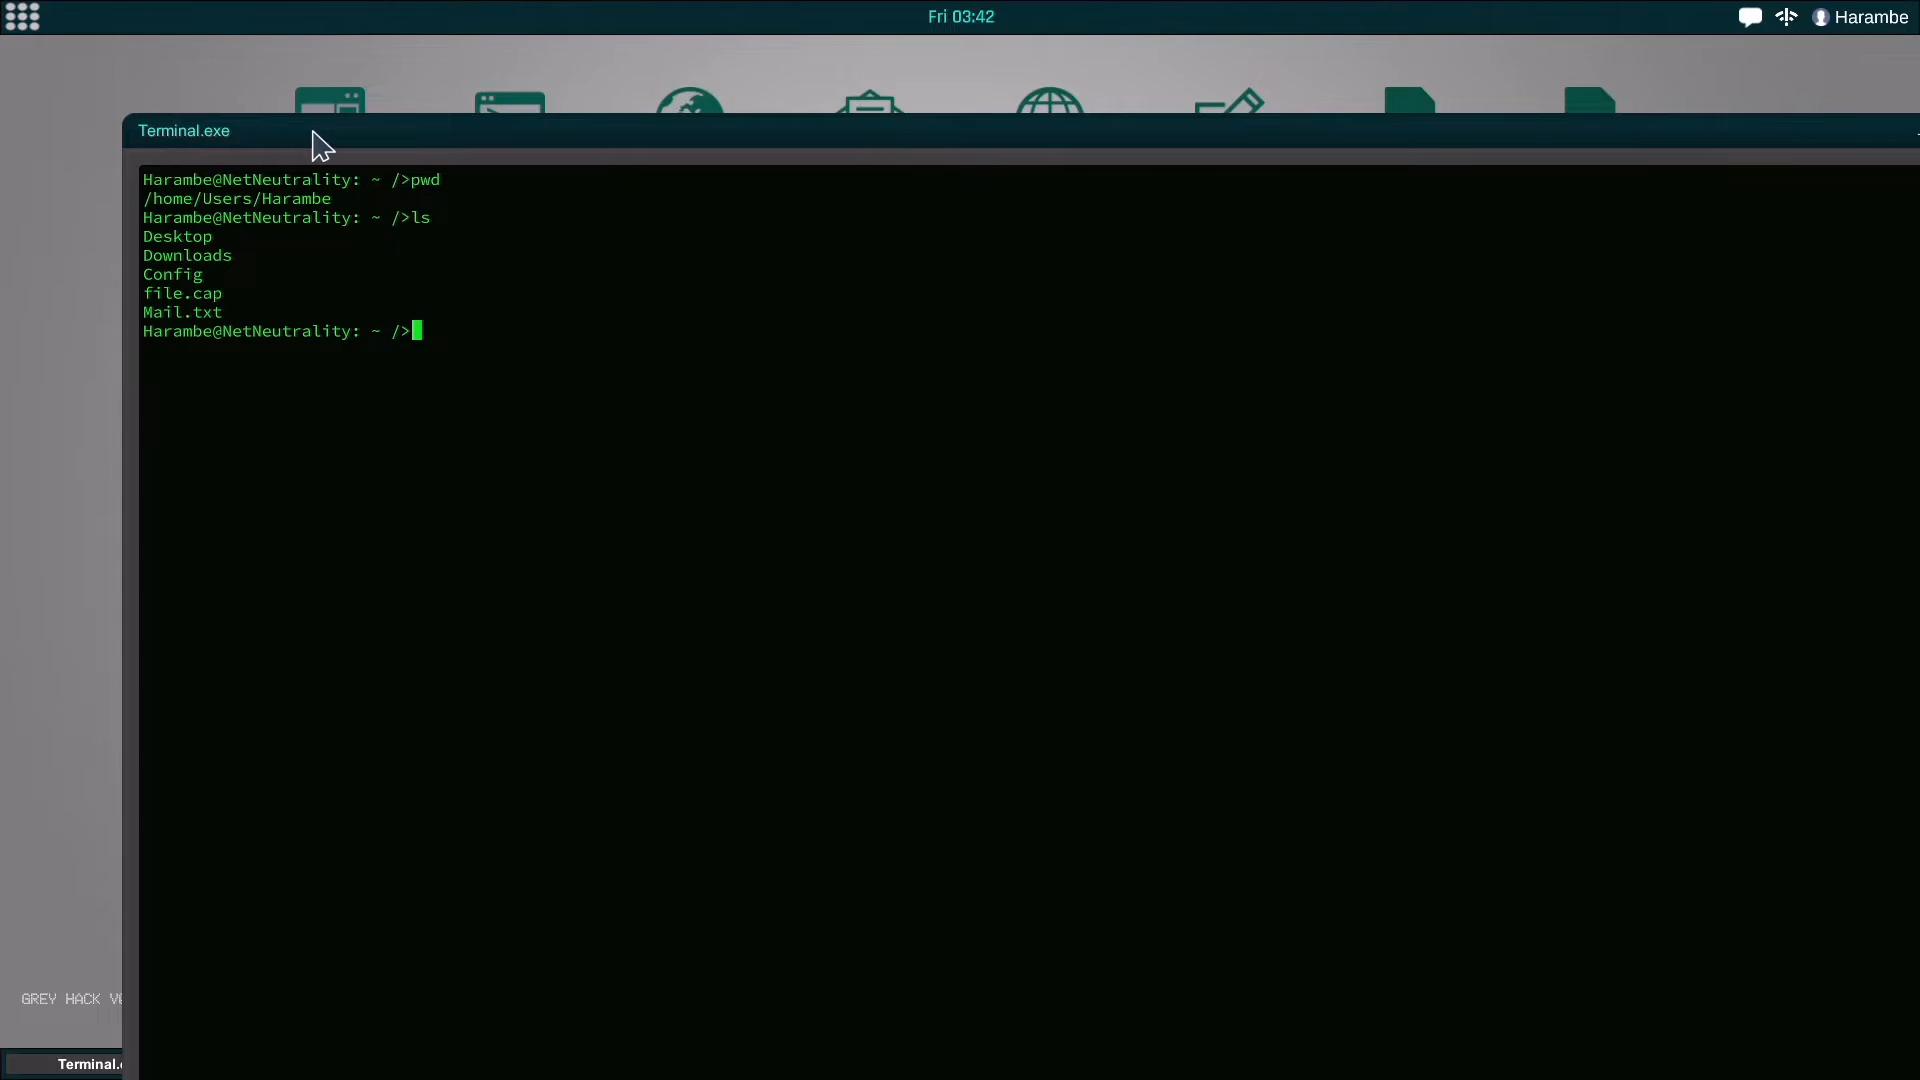 Fri 03:42
Harambe
Terminal.exe
Harambe@NetNeutrality: ~ />pwd
/home/Users/Harambe
Harambe@NetNeutrality: ~ />ls
Desktop
Downloads
Config
file.cap
Mail.txt
Harambe@NetNeutrality: ~ />
GREY HACK
Terminal.